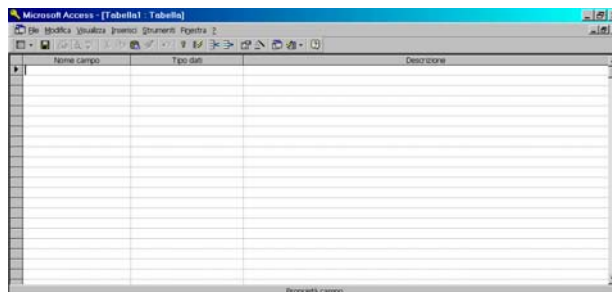 Microsoft Access - [Tabella1 : Tabella]
File Modifica Visualizza Inserisci Strumenti Finestra ?
Nome campo Tipo dati Descrizione
Proprietà campo